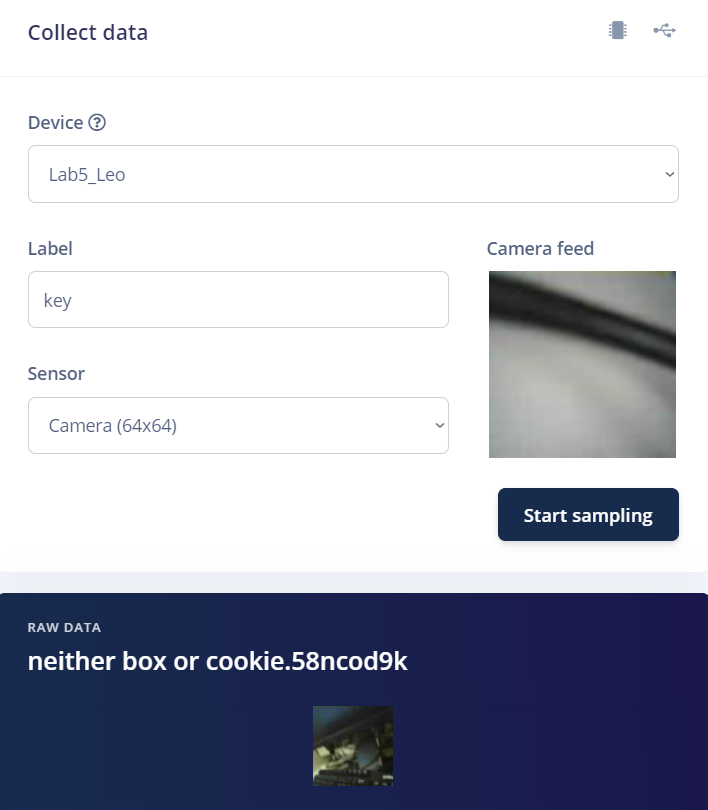 Collect data
Device ?
Lab5_Leo
Label
Camera feed
key
Sensor
Camera (64x64)
Start sampling
RAW DATA
neither box or cookie.58ncod9k